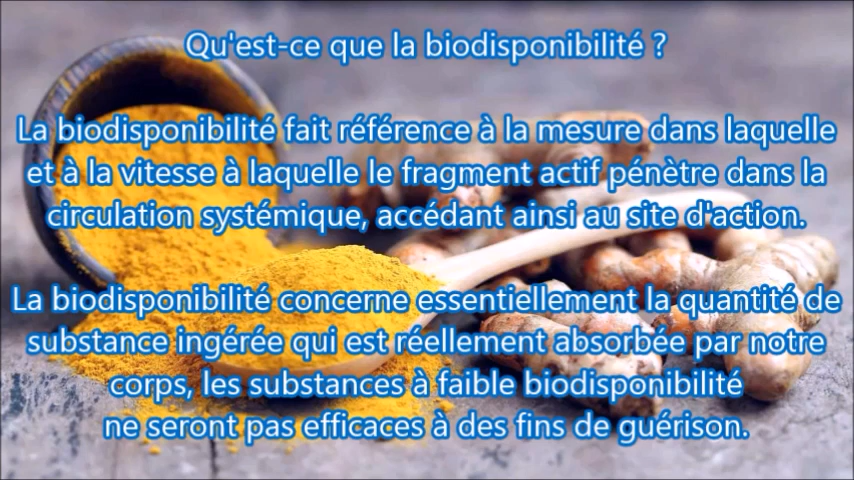 Qu'est-ce que la biodisponibilité ?
La biodisponibilité fait référence à la mesure dans laquelle
et à la vitesse à laquelle le fragment actif pénètre dans la
circulation systémique, accédant ainsi au site d'action.
La biodisponibilité concerne essentiellement la quantité de
substance ingérée qui est réellement absorbée par notre
corps, les substances à faible biodisponibilité
ne seront pas efficaces à des fins de guérison.